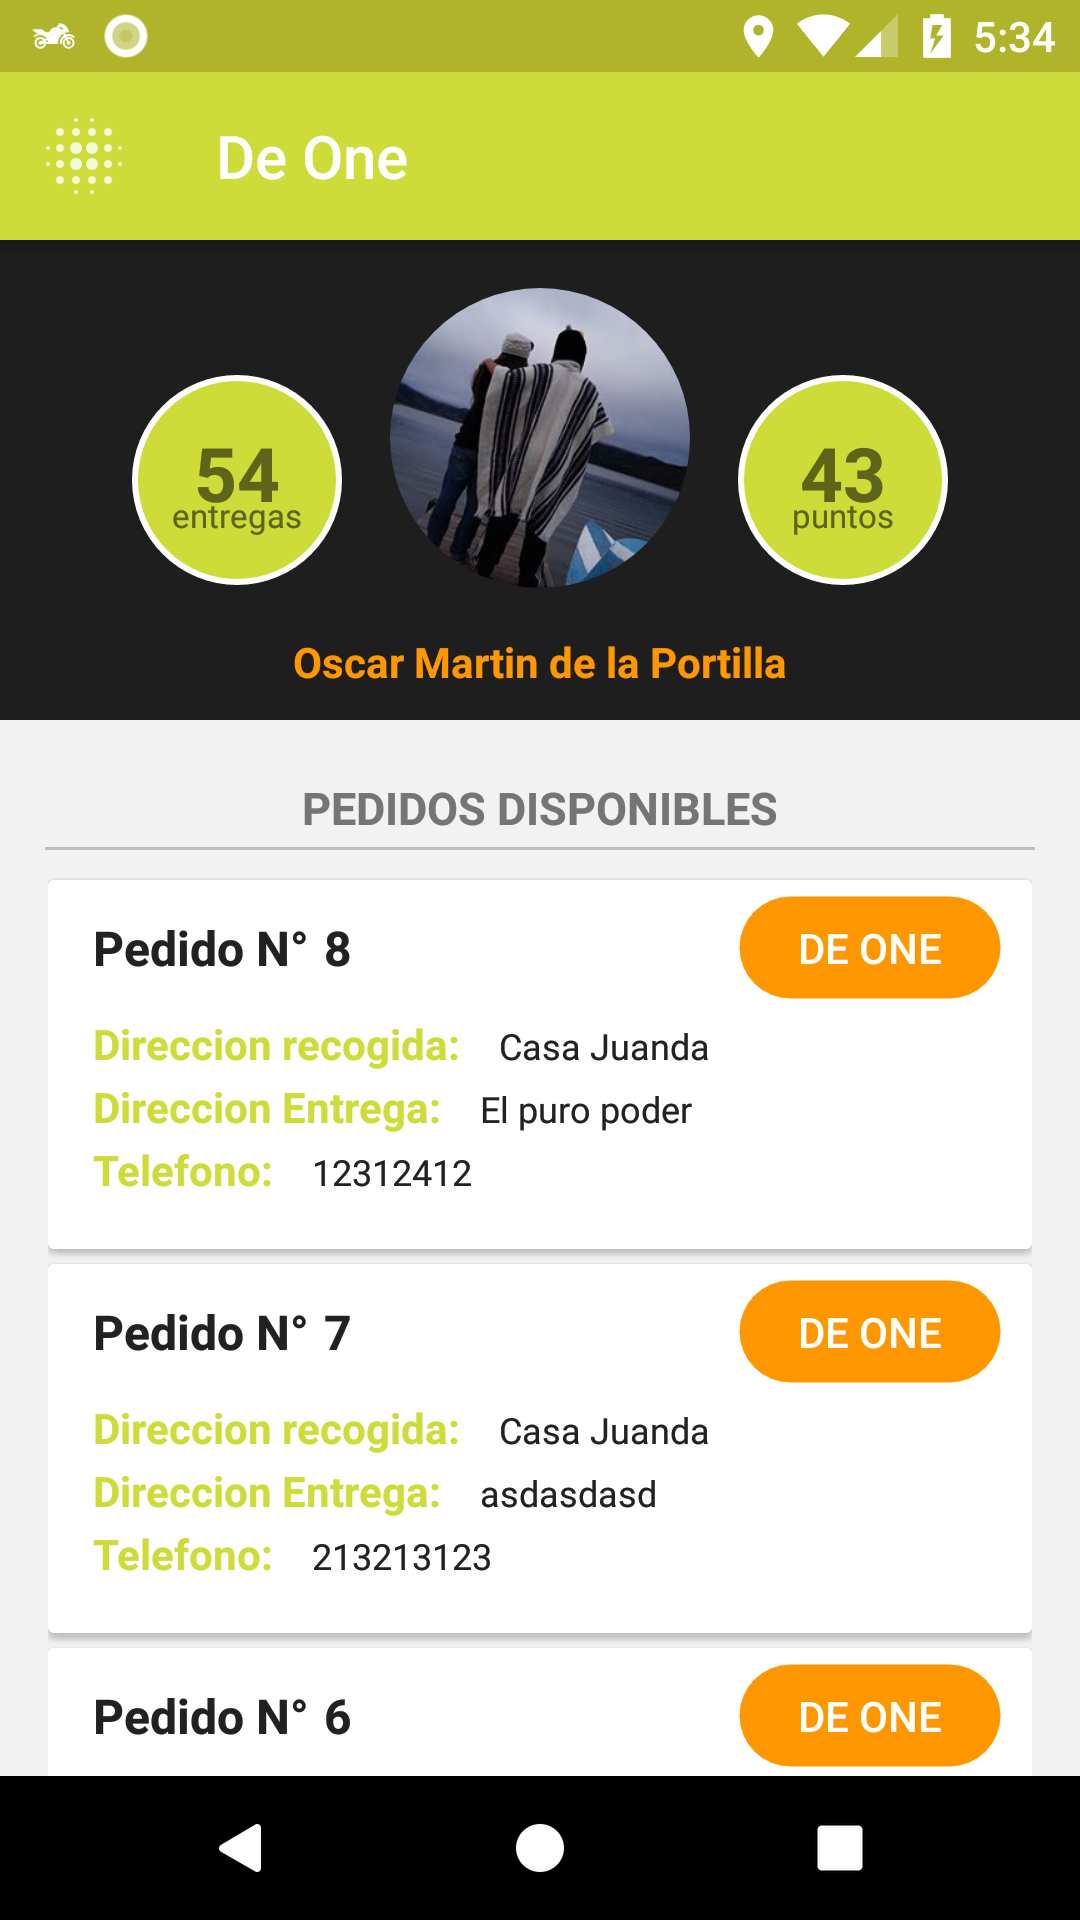 5:34
De One
54
entregas
43
puntos
Oscar Martin de la Portilla
PEDIDOS DISPONIBLES
Pedido N° 8
DE ONE
Direccion recogida: Casa Juanda
Direccion Entrega: El puro poder
Telefono: 12312412
Pedido N° 7
DE ONE
Direccion recogida: Casa Juanda
Direccion Entrega: asdasdasd
Telefono: 213213123
Pedido N° 6
DE ONE